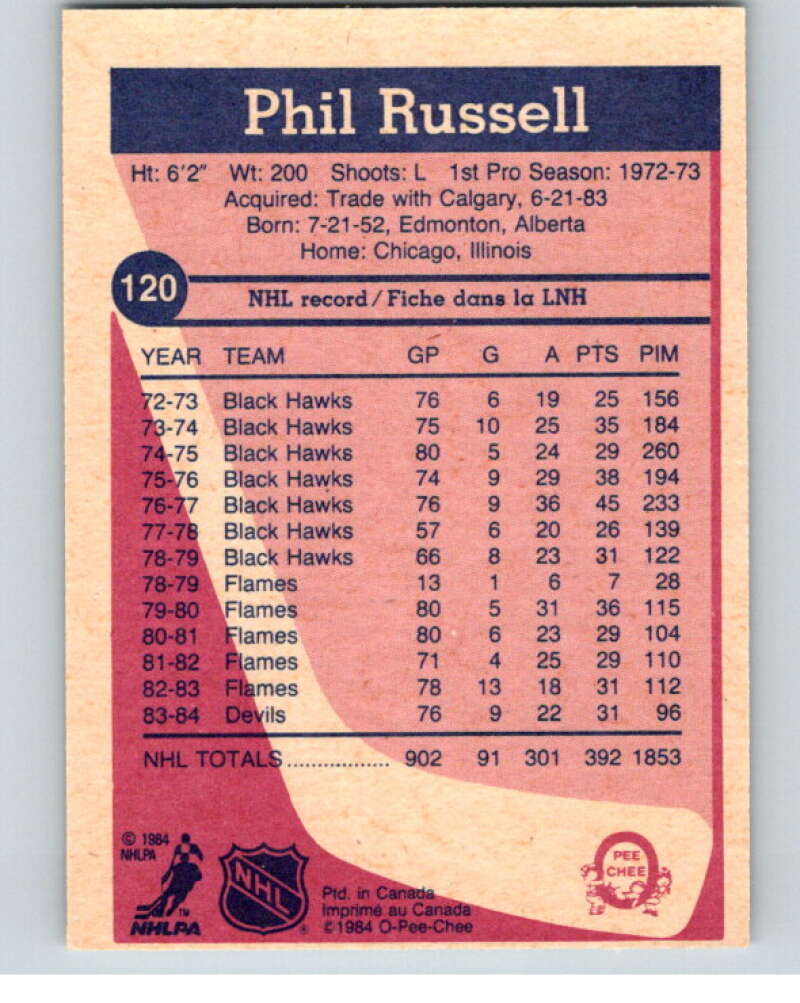 Phil Russell
Ht: 6'2" Wt: 200 Shoots: L 1st Pro Season: 1972-73
Acquired: Trade with Calgary, 6-21-83
Born: 7-21-52, Edmonton, Alberta
Home: Chicago, Illinois
120
NHL record/Fiche dans la LNH
YEAR TEAM GP G A PTS PIM
72-73 Black Hawks 76 6 19 25 156
73-74 Black Hawks 75 10 25 35 184
74-75 Black Hawks 80 5 24 29 260
75-76 Black Hawks 74 9 29 38 194
76-77 Black Hawks 76 9 36 45 233
77-78 Black Hawks 57 6 20 26 139
78-79 Black Hawks 66 8 23 31 122
78-79 Flames 13 1 6 7 28
79-80 Flames 80 5 31 36 115
80-81 Flames 80 6 23 29 104
81-82 Flames 71 4 25 29 110
82-83 Flames 78 13 18 31 112
83-84 Devils 76 9 22 31 96
NHL TOTALS................. 902 91 301 392 1853
© 1984
NHLPA
TM
NHLPA
NHL
®
Ptd. in Canada
Imprimé au Canada
©1984 O-Pee-Chee
PEE
CHEE